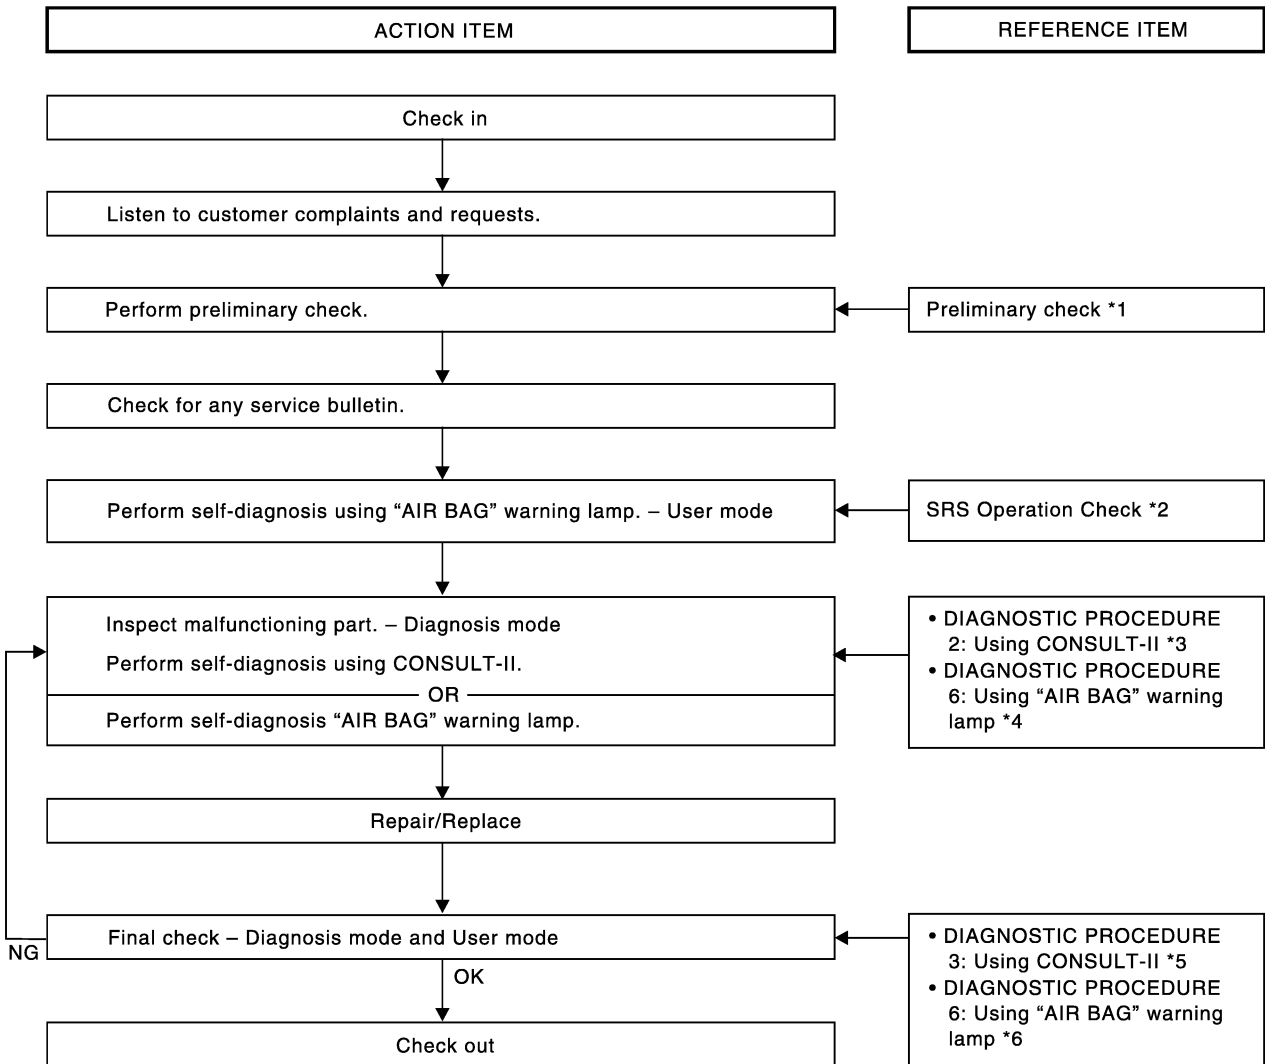 ACTION ITEM
REFERENCE ITEM
Check in
Listen to customer complaints and requests.
Perform preliminary check.
Preliminary check *1
Check for any service bulletin.
Perform self-diagnosis using “AIR BAG” warning lamp. – User mode
SRS Operation Check *2
Inspect malfunctioning part. – Diagnosis mode
Perform self-diagnosis using CONSULT-II.
OR
Perform self-diagnosis “AIR BAG” warning lamp.
• DIAGNOSTIC PROCEDURE
2: Using CONSULT-II *3
• DIAGNOSTIC PROCEDURE
6: Using “AIR BAG” warning
lamp *4
Repair/Replace
Final check – Diagnosis mode and User mode
NG
OK
• DIAGNOSTIC PROCEDURE
3: Using CONSULT-II *5
• DIAGNOSTIC PROCEDURE
6: Using “AIR BAG” warning
lamp *6
Check out